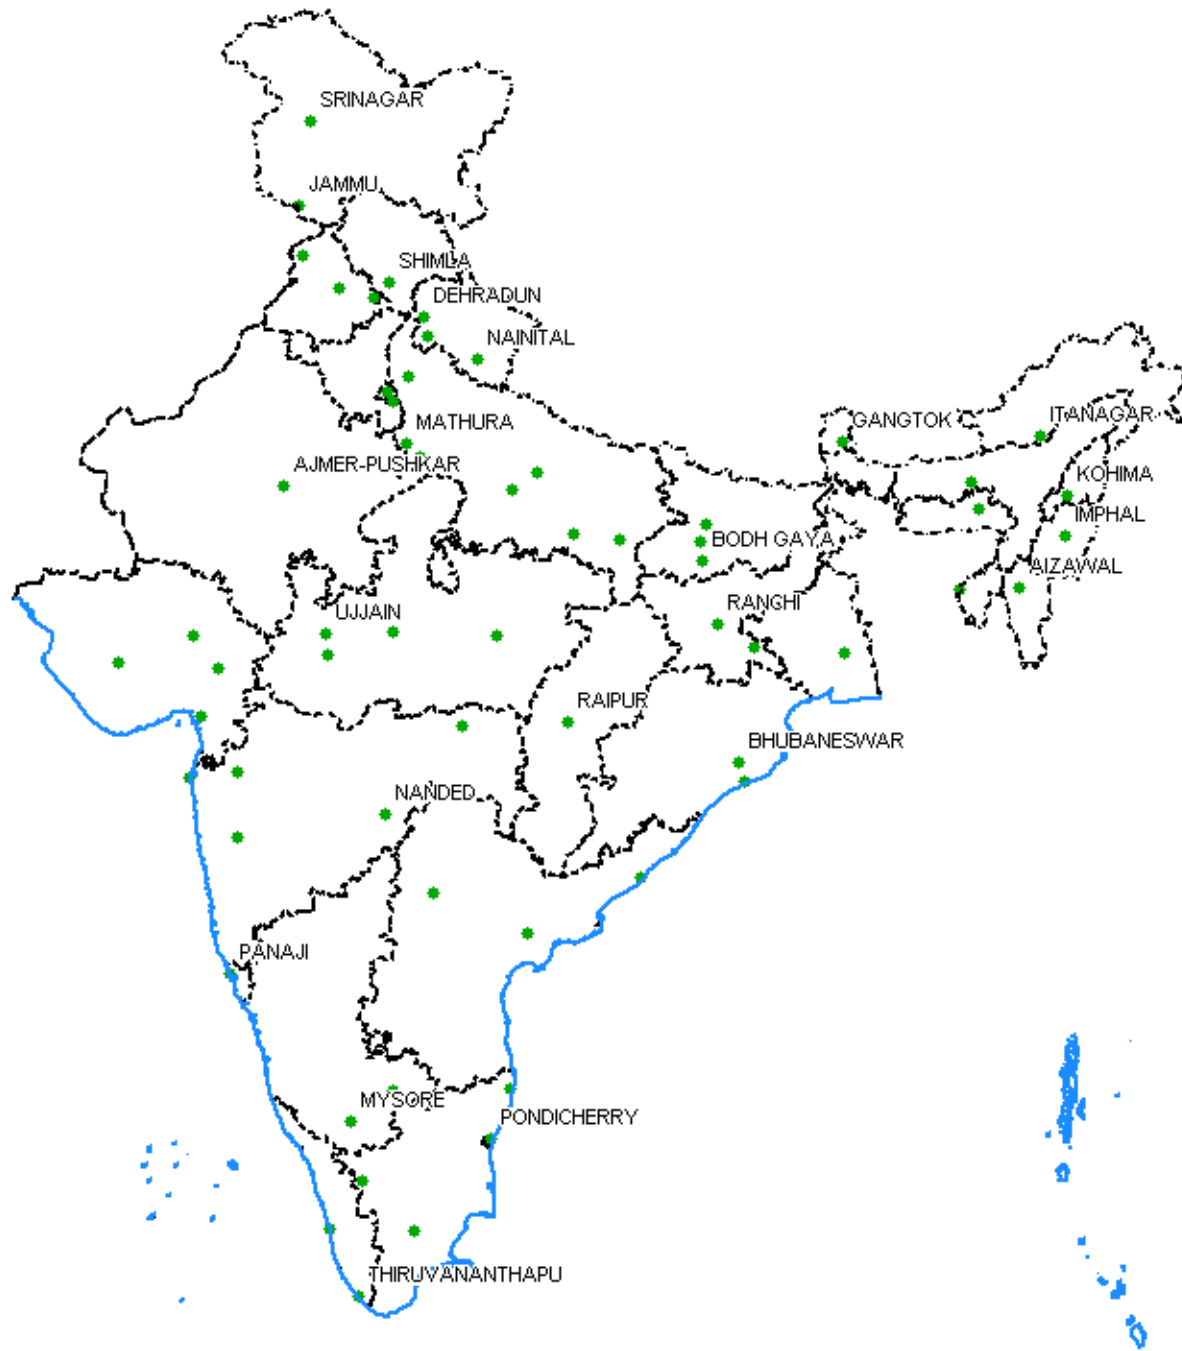 SRINAGAR
JAMMU
SHIMLA
DEHRADUN
NAINITAL
MATHURA
GANGTOK
ITANAGAR
AJMER-PUSHKAR
KOHIMA
IMPHAL
BODH GAYA
AIZAWAL
RANCHI
UJJAIN
RAIPUR
BHUBANESWAR
NANDED
PANAJI
MYSORE
PONDICHERRY
THIRUVANANTHAPU